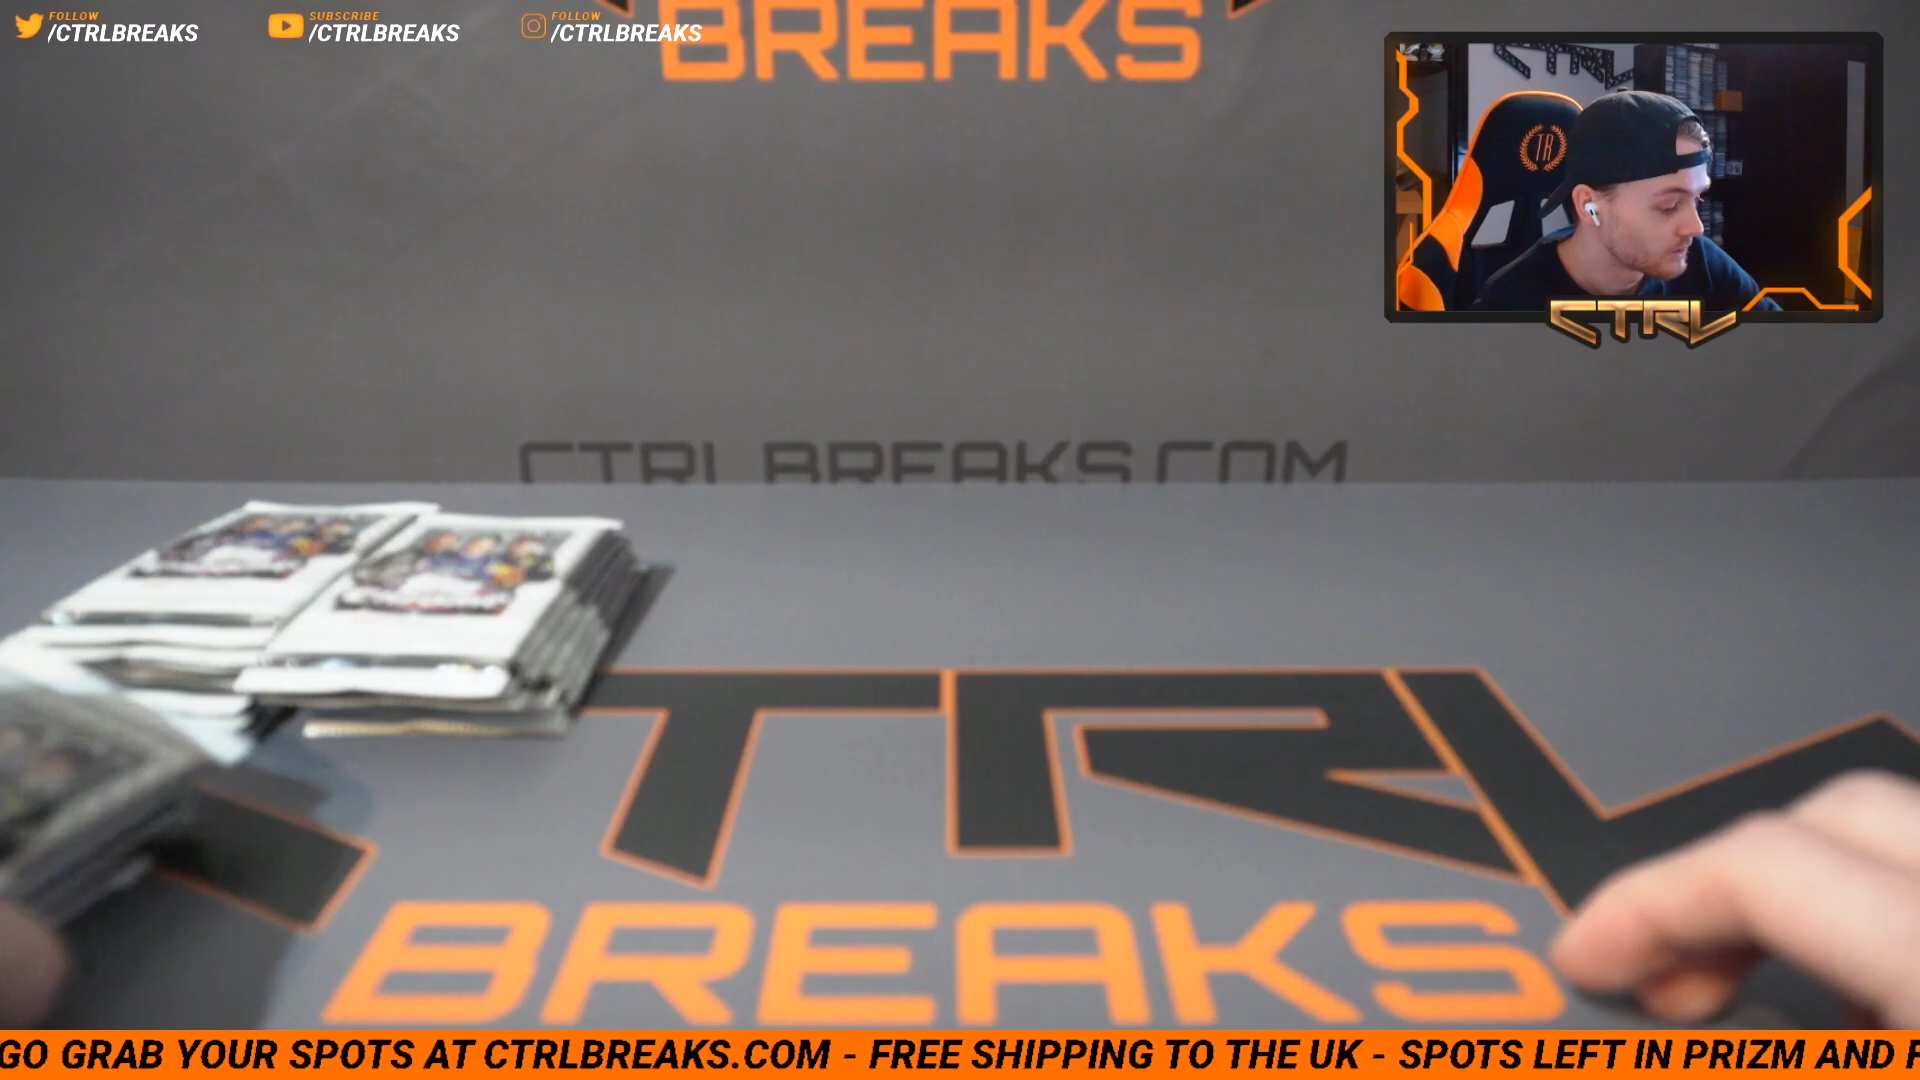 FOLLOW
/CTRLBREAKS
SUBSCRIBE
/CTRLBREAKS
FOLLOW
/CTRLBREAKS
BREAKS
TR
CTRL
CTRLBREAKS.COM
CTRL
BREAKS
GO GRAB YOUR SPOTS AT CTRLBREAKS.COM - FREE SHIPPING TO THE UK - SPOTS LEFT IN PRIZM AND F